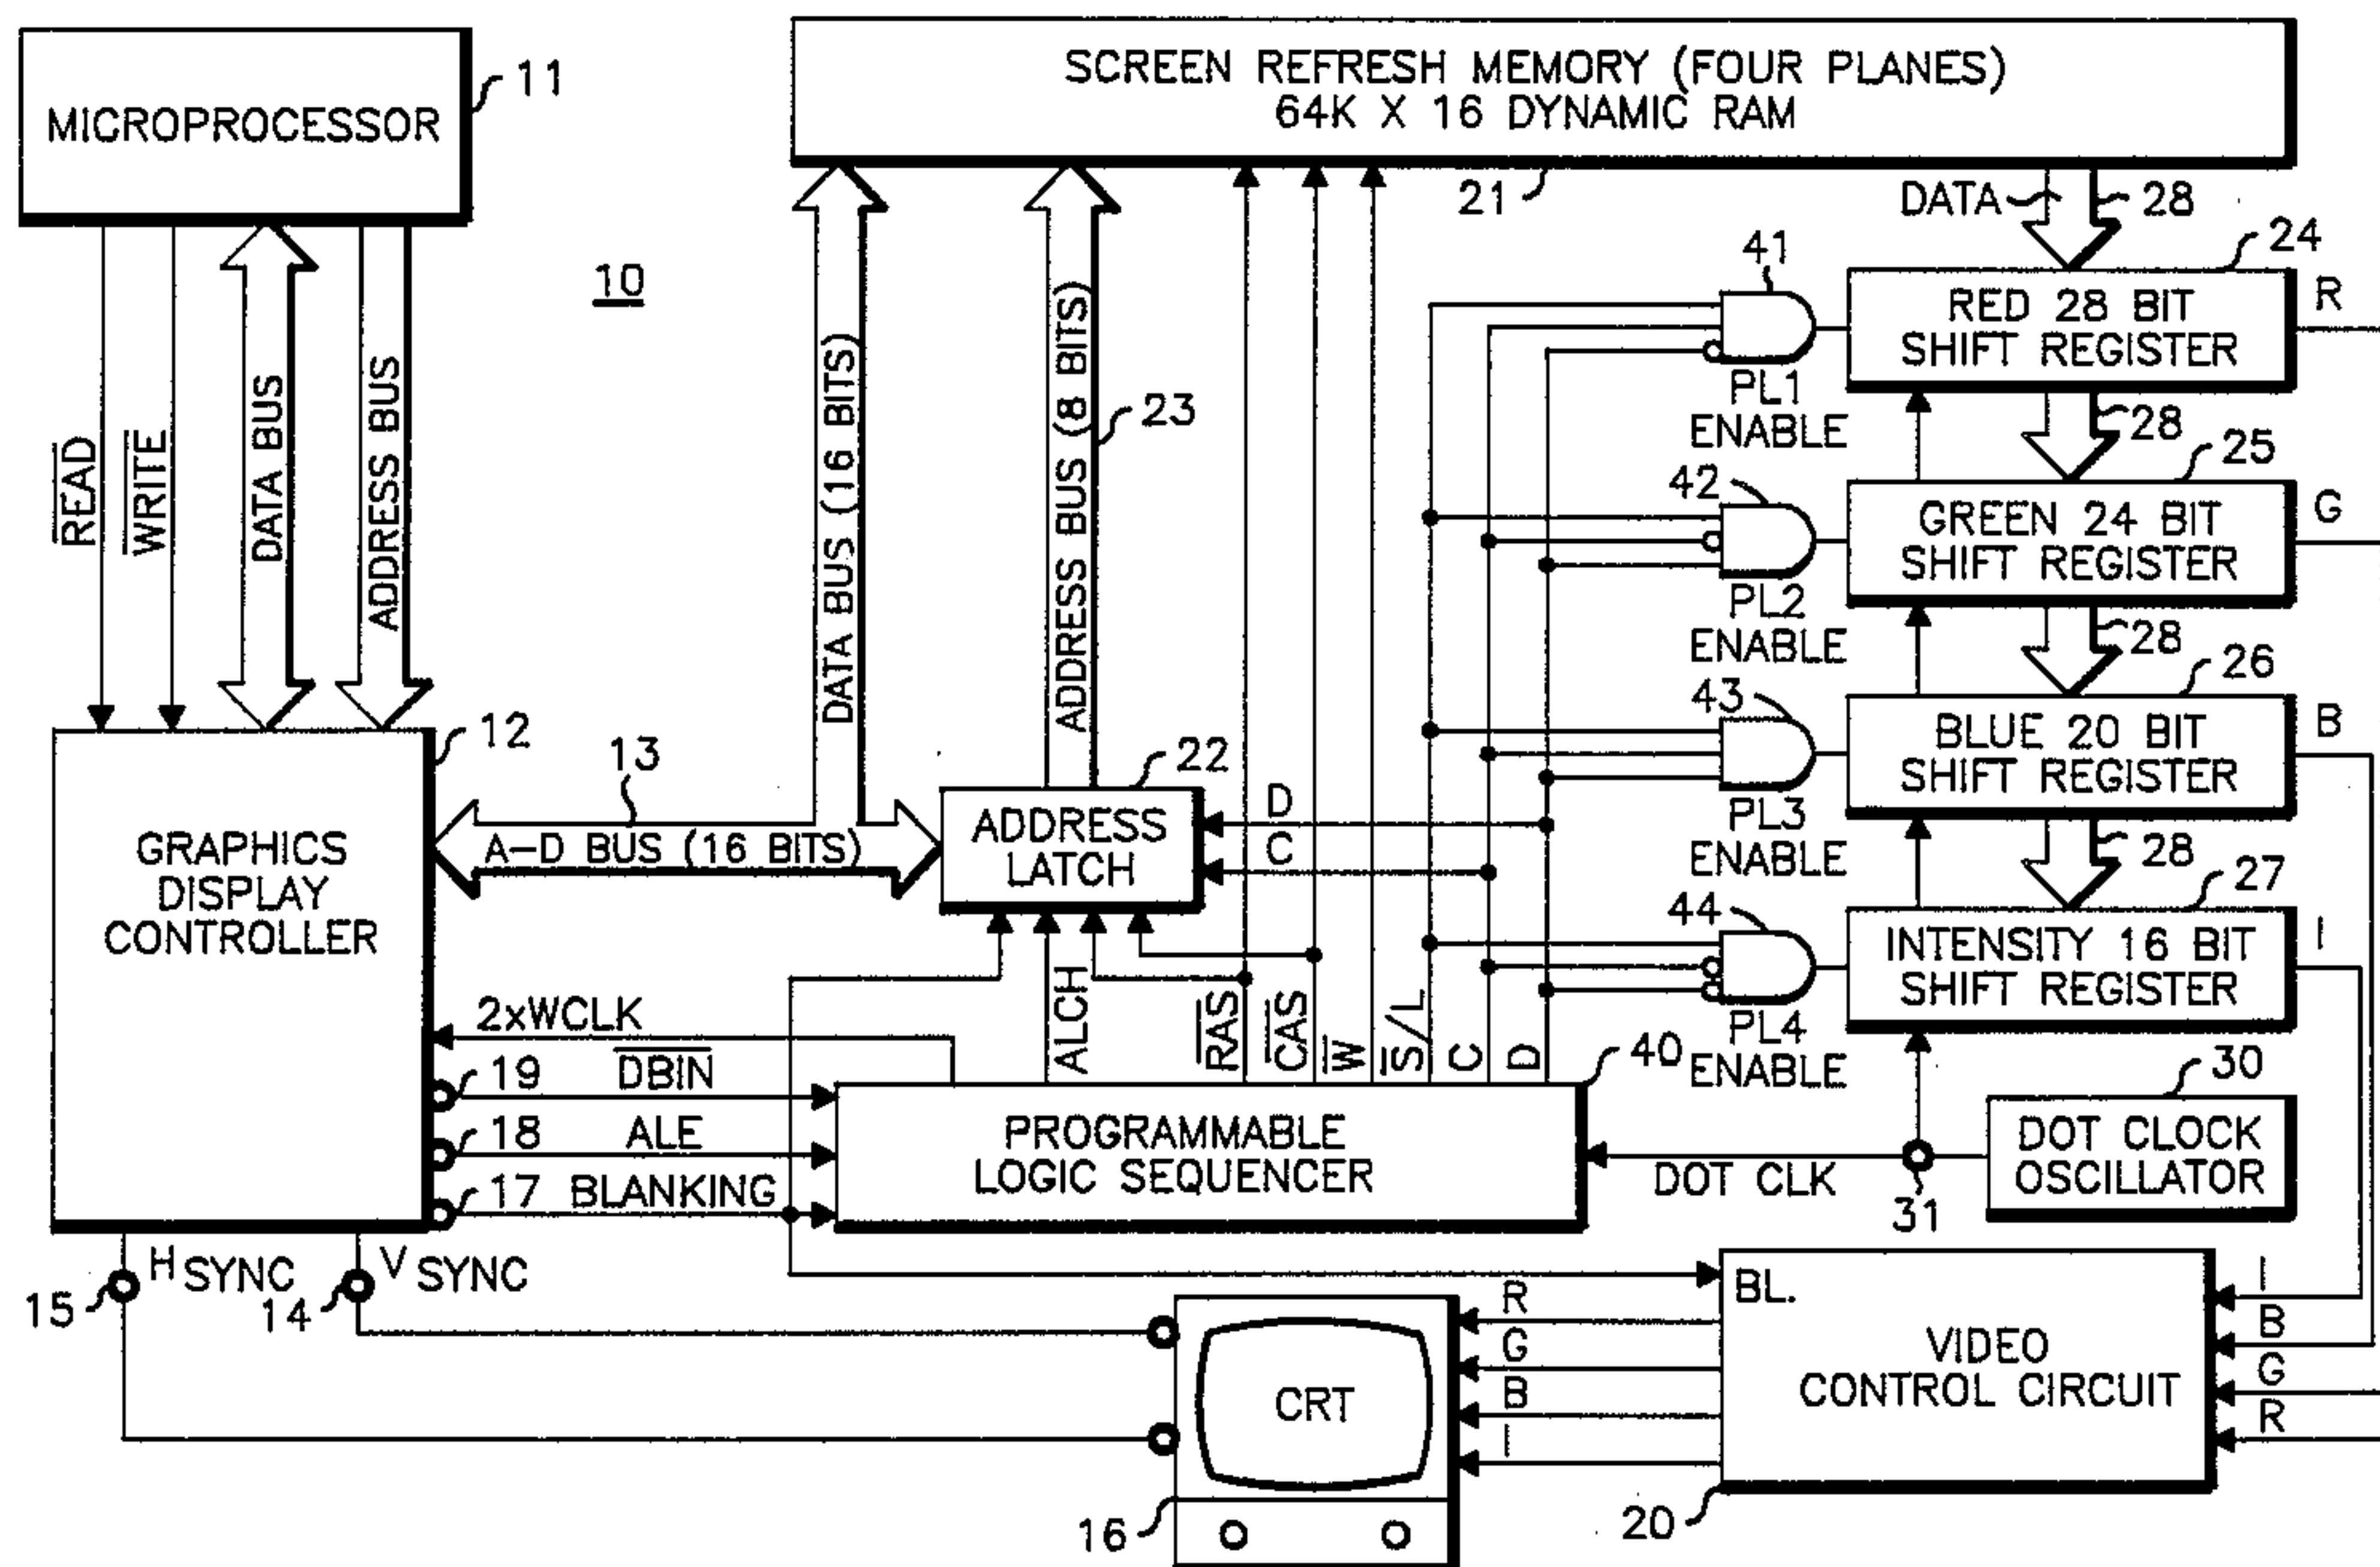 MICROPROCESSOR
11
SCREEN REFRESH MEMORY (FOUR PLANES)
64K X 16 DYNAMIC RAM
21
10
READ
WRITE
DATA BUS
ADDRESS BUS
DATA BUS (16 BITS)
ADDRESS BUS (8 BITS)
23
DATA
28
24
RED 28 BIT
SHIFT REGISTER
R
41
PL1
ENABLE
28
25
GREEN 24 BIT
SHIFT REGISTER
G
42
PL2
ENABLE
28
26
BLUE 20 BIT
SHIFT REGISTER
B
43
PL3
ENABLE
28
27
INTENSITY 16 BIT
SHIFT REGISTER
I
44
PL4
ENABLE
12
GRAPHICS
DISPLAY
CONTROLLER
13
A-D BUS (16 BITS)
22
ADDRESS
LATCH
D
C
2xWCLK
19 DBIN
18 ALE
17 BLANKING
ALCH
RAS
CAS
W
S/L
C
D
40
PROGRAMMABLE
LOGIC SEQUENCER
DOT CLK
31
30
DOT CLOCK
OSCILLATOR
H SYNC
15
V SYNC
14
CRT
16
R
G
B
I
BL.
VIDEO
CONTROL CIRCUIT
20
I
B
G
R